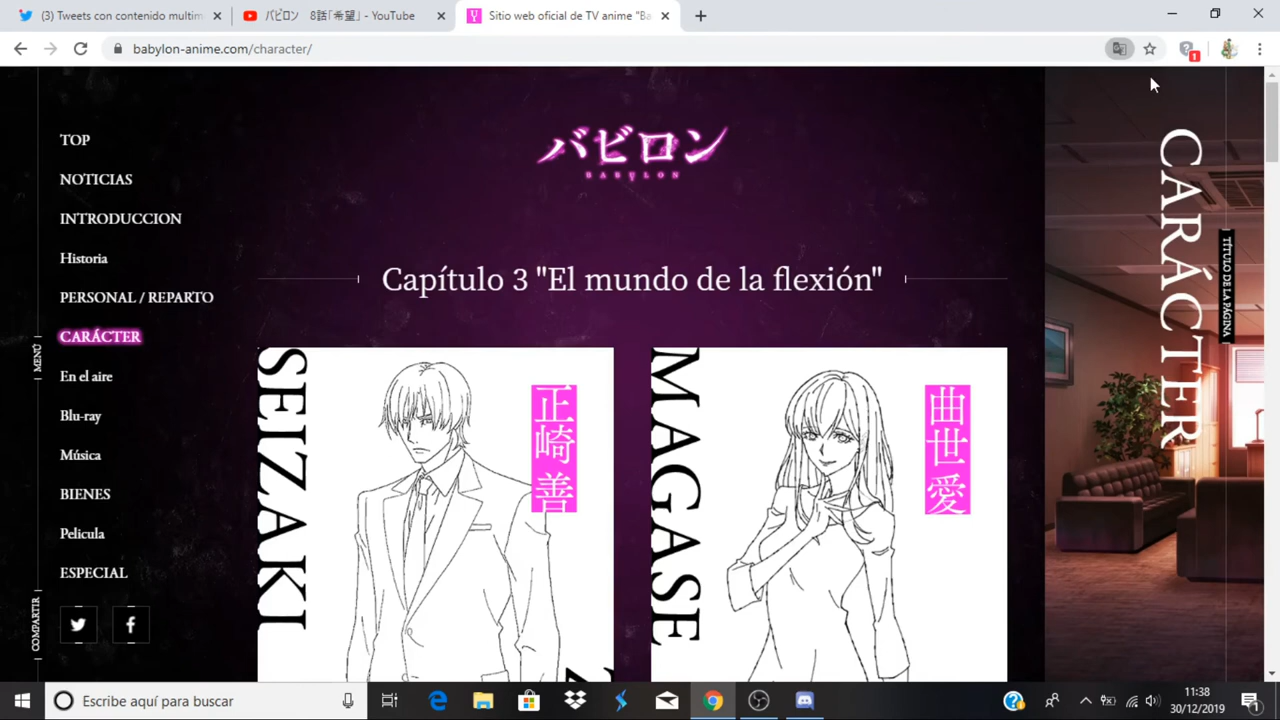 (3) Tweets con contenido multim
バビロン 8話「希望」 - YouTube
Sitio web oficial de TV anime "Ba
babylon-anime.com/character/
1
TOP
NOTICIAS
INTRODUCCION
Historia
PERSONAL / REPARTO
CARÁCTER
En el aire
Blu-ray
Música
BIENES
Pelicula
ESPECIAL
MENÚ
COMPARTIR
バビロン
BABYLON
Capítulo 3 "El mundo de la flexión"
SEIZAKI
正崎 善
MAGASE
曲世愛
CARÁCTER
TÍTULO DE LA PÁGINA
Escribe aquí para buscar
11:38
30/12/2019
1